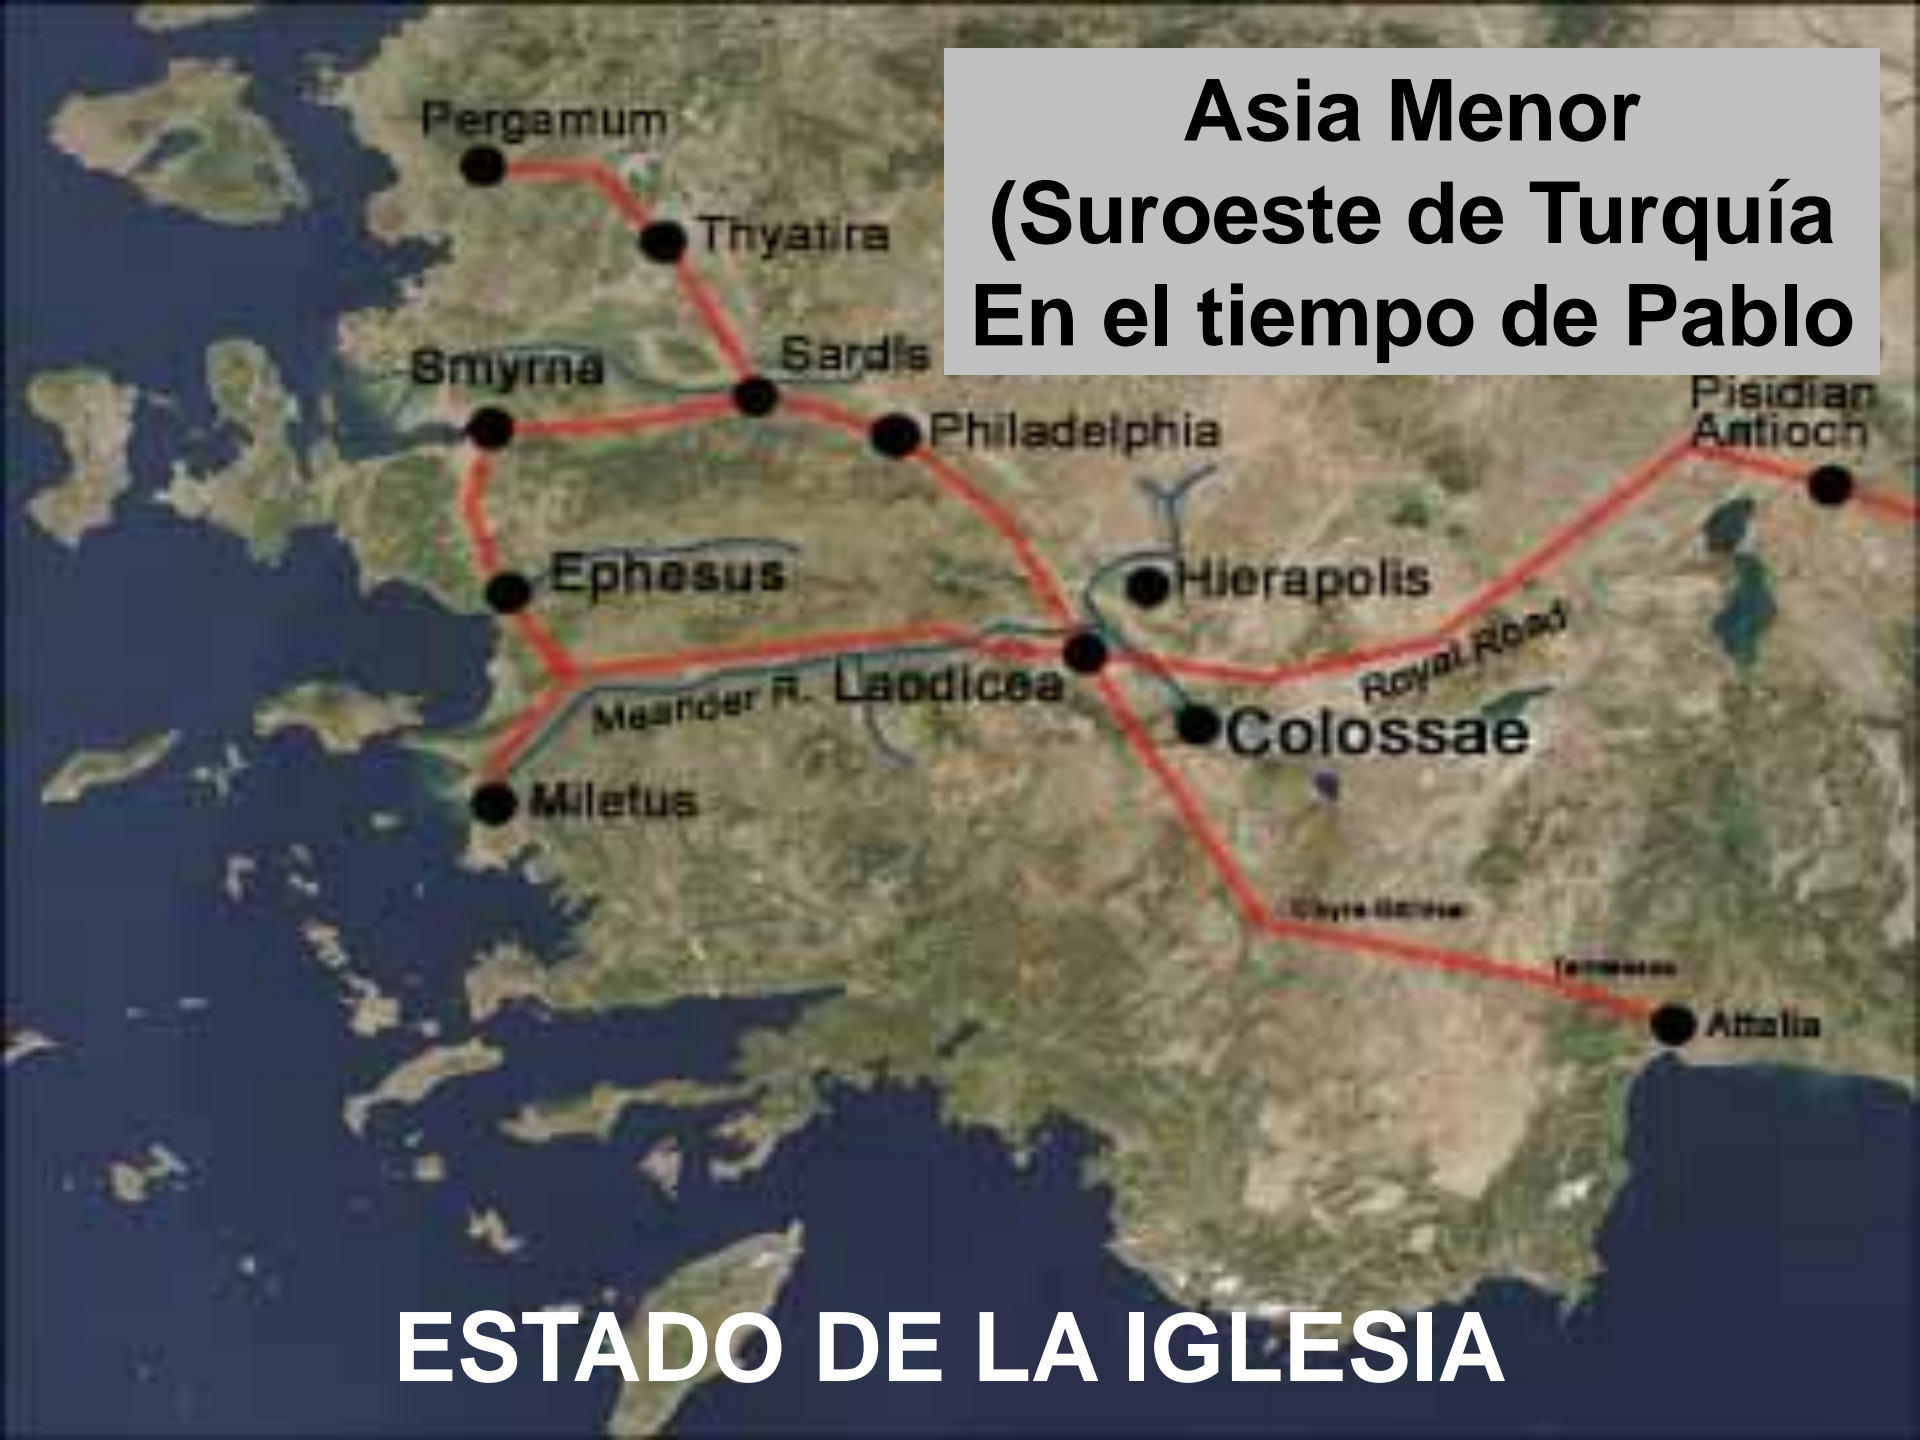 Asia Menor
(Suroeste de Turquía
En el tiempo de Pablo
Pergamum
Thyatira
Sardis
Smyrna
Philadelphia
Pisidian
Antioch
Ephesus
Hierapolis
Royal Road
Meander R.
Laodicea
Colossae
Miletus
Attalia
ESTADO DE LA IGLESIA